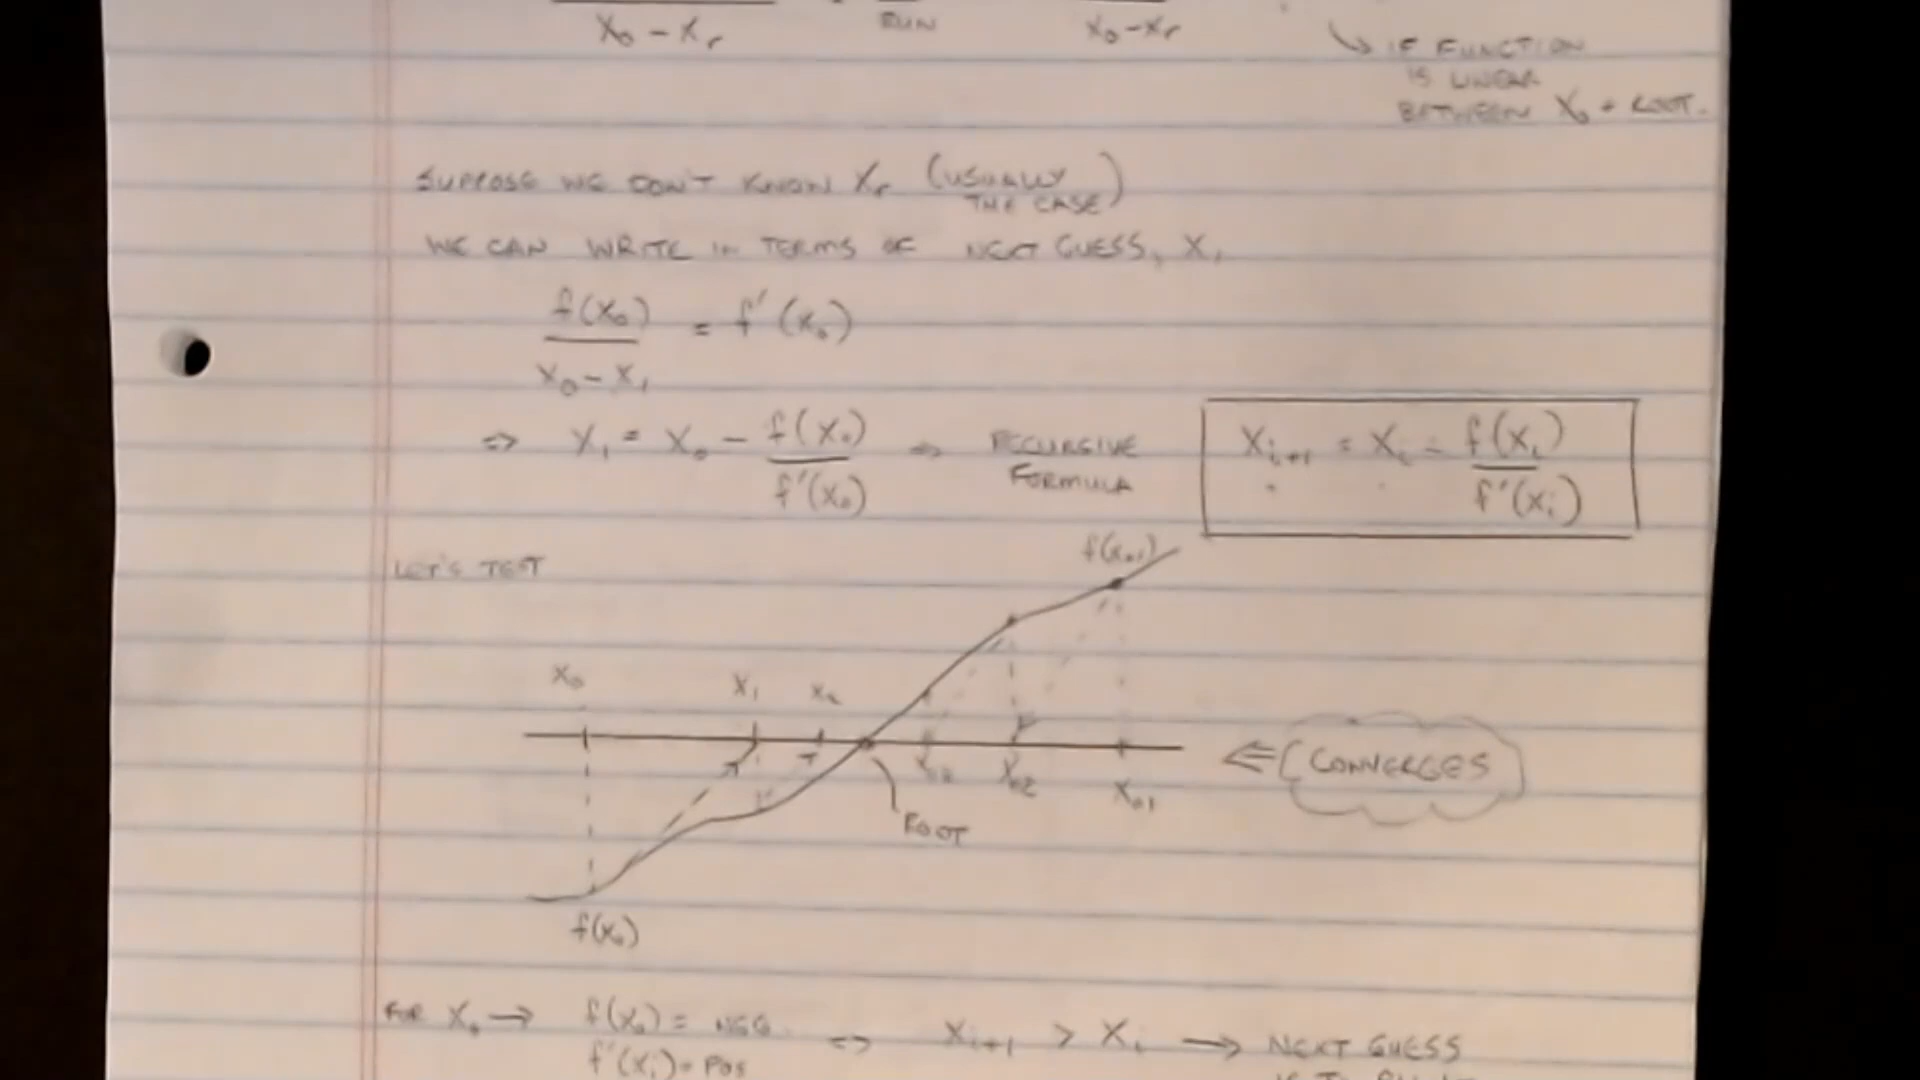 X₀ - Xᵣ RUN X₀ - Xᵣ
↳ IF FUNCTION
IS LINEAR
BETWEEN X₀ + ROOT.
SUPPOSE WE DON'T KNOW Xᵣ (USUALLY
THE CASE)
WE CAN WRITE IN TERMS OF NEXT GUESS, X₁
f(X₀) / (X₀ - X₁) = f'(X₀)
⇒ X₁ = X₀ - f(X₀) / f'(X₀) ⇒ RECURSIVE
FORMULA
Xᵢ₊₁ = Xᵢ - f(Xᵢ) / f'(Xᵢ)
LET'S TEST
f(X₀₁)
X₀ X₁ X₂
X₀₂ X₀₁
⇐ CONVERGES
ROOT
f(X₀)
FOR X₀ → f(X₀) = NEG
f'(Xᵢ) = POS
⇒ Xᵢ₊₁ > Xᵢ → NEXT GUESS